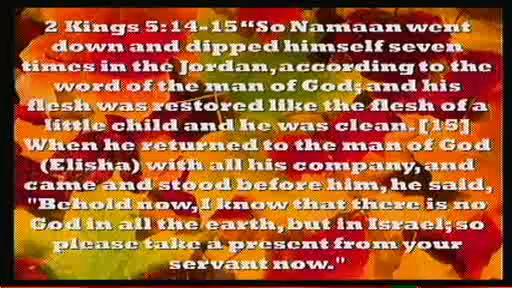 2 Kings 5:14-15“So Namaan went
down and dipped himself seven
times in the Jordan, according to the
word of the man of God; and his
flesh was restored like the flesh of a
little child and he was clean.[15]
When he returned to the man of God
(Elisha) with all his company, and
came and stood before him, he said,
"Behold now, I know that there is no
God in all the earth, but in Israel; so
please take a present from your
servant now."